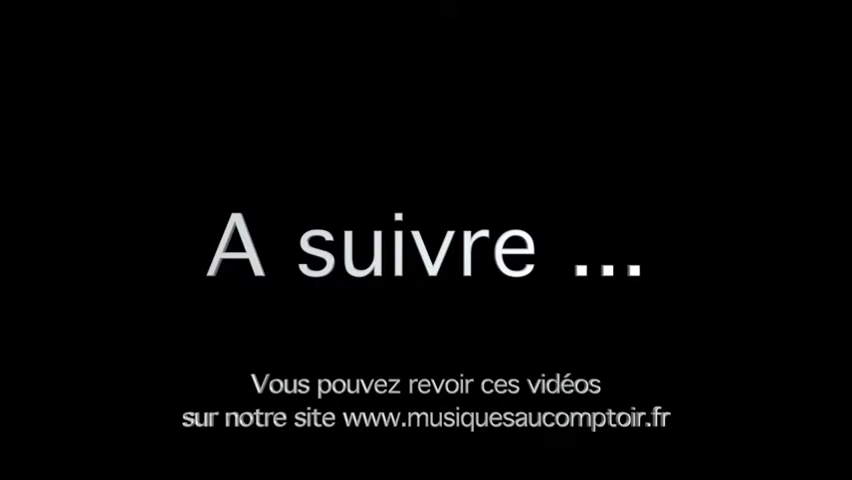 A suivre ...
Vous pouvez revoir ces vidéos
sur notre site www.musiquesaucomptoir.fr